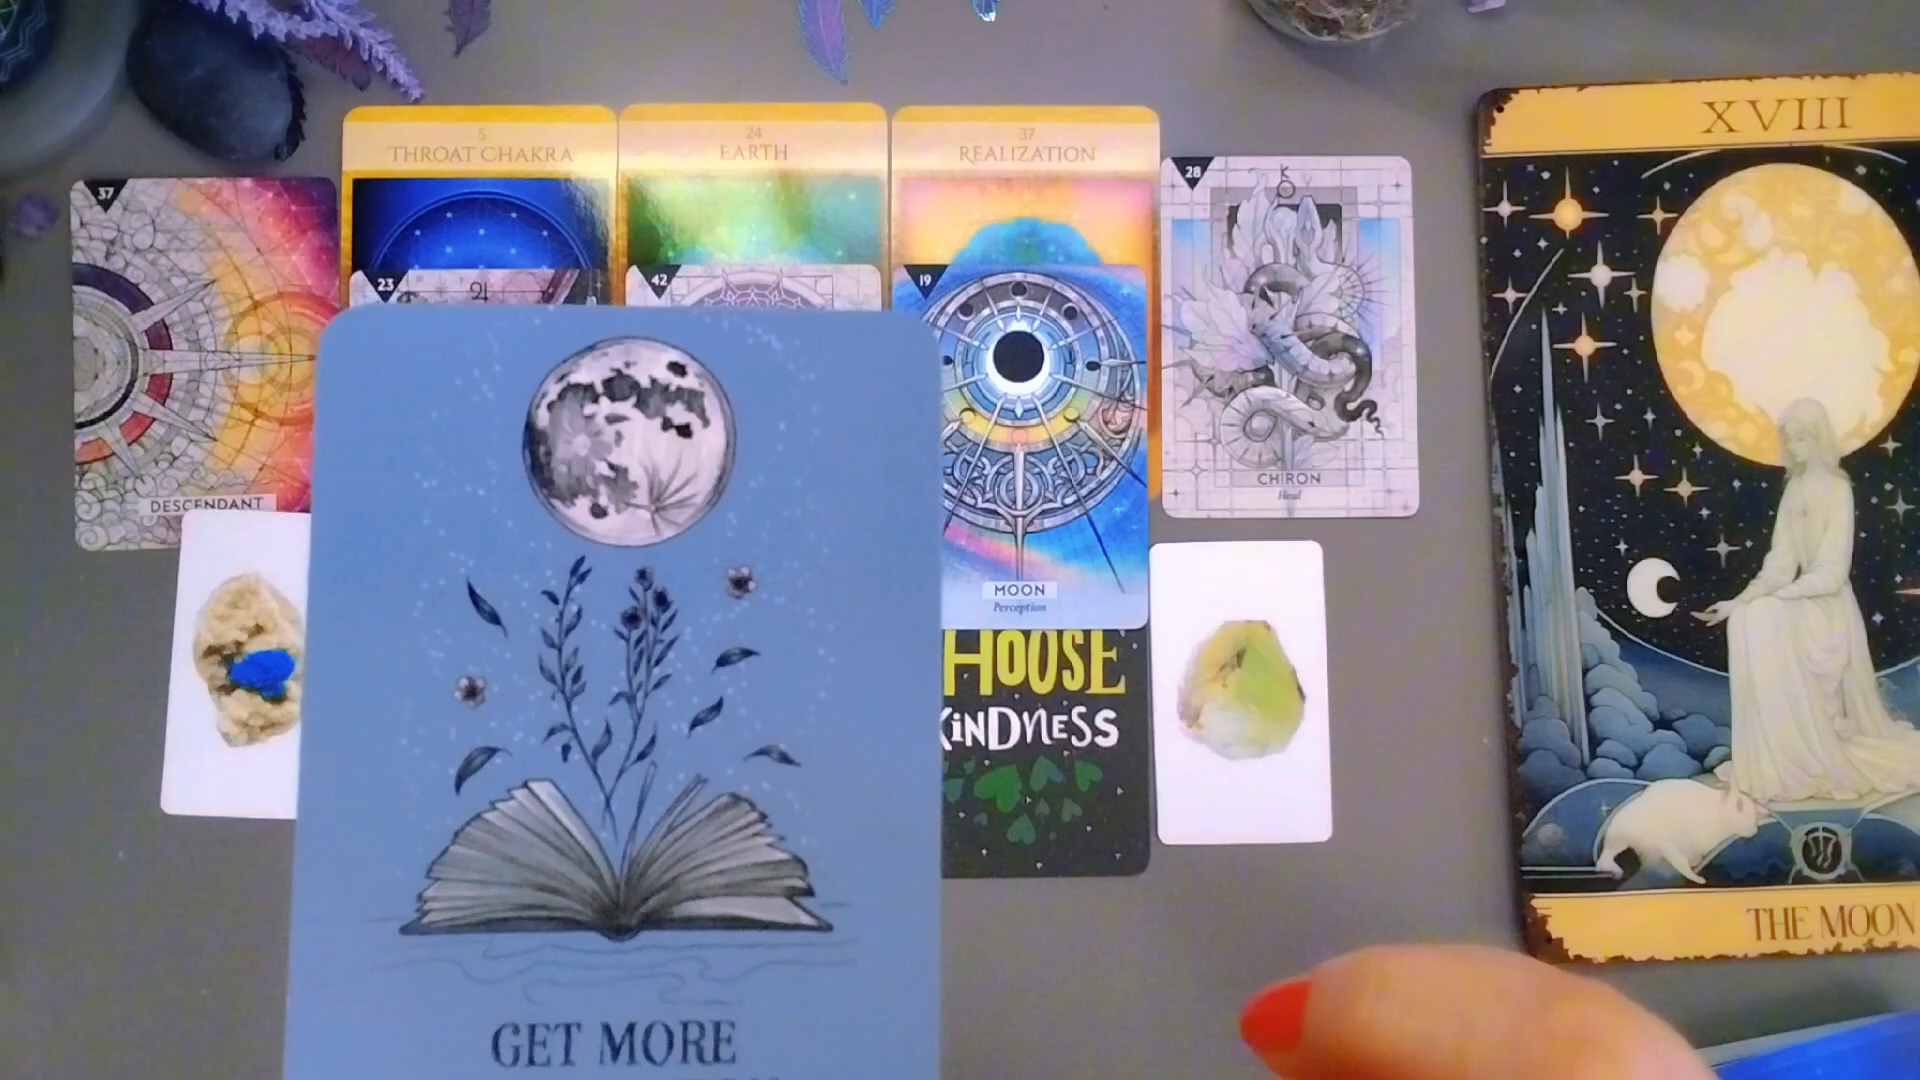 5
THROAT CHAKRA
24
EARTH
37
REALIZATION
XVIII
37
DESCENDANT
23
42
19
MOON
Perception
28
CHIRON
Heal
HOOSE
KINDNESS
GET MORE
THE MOON